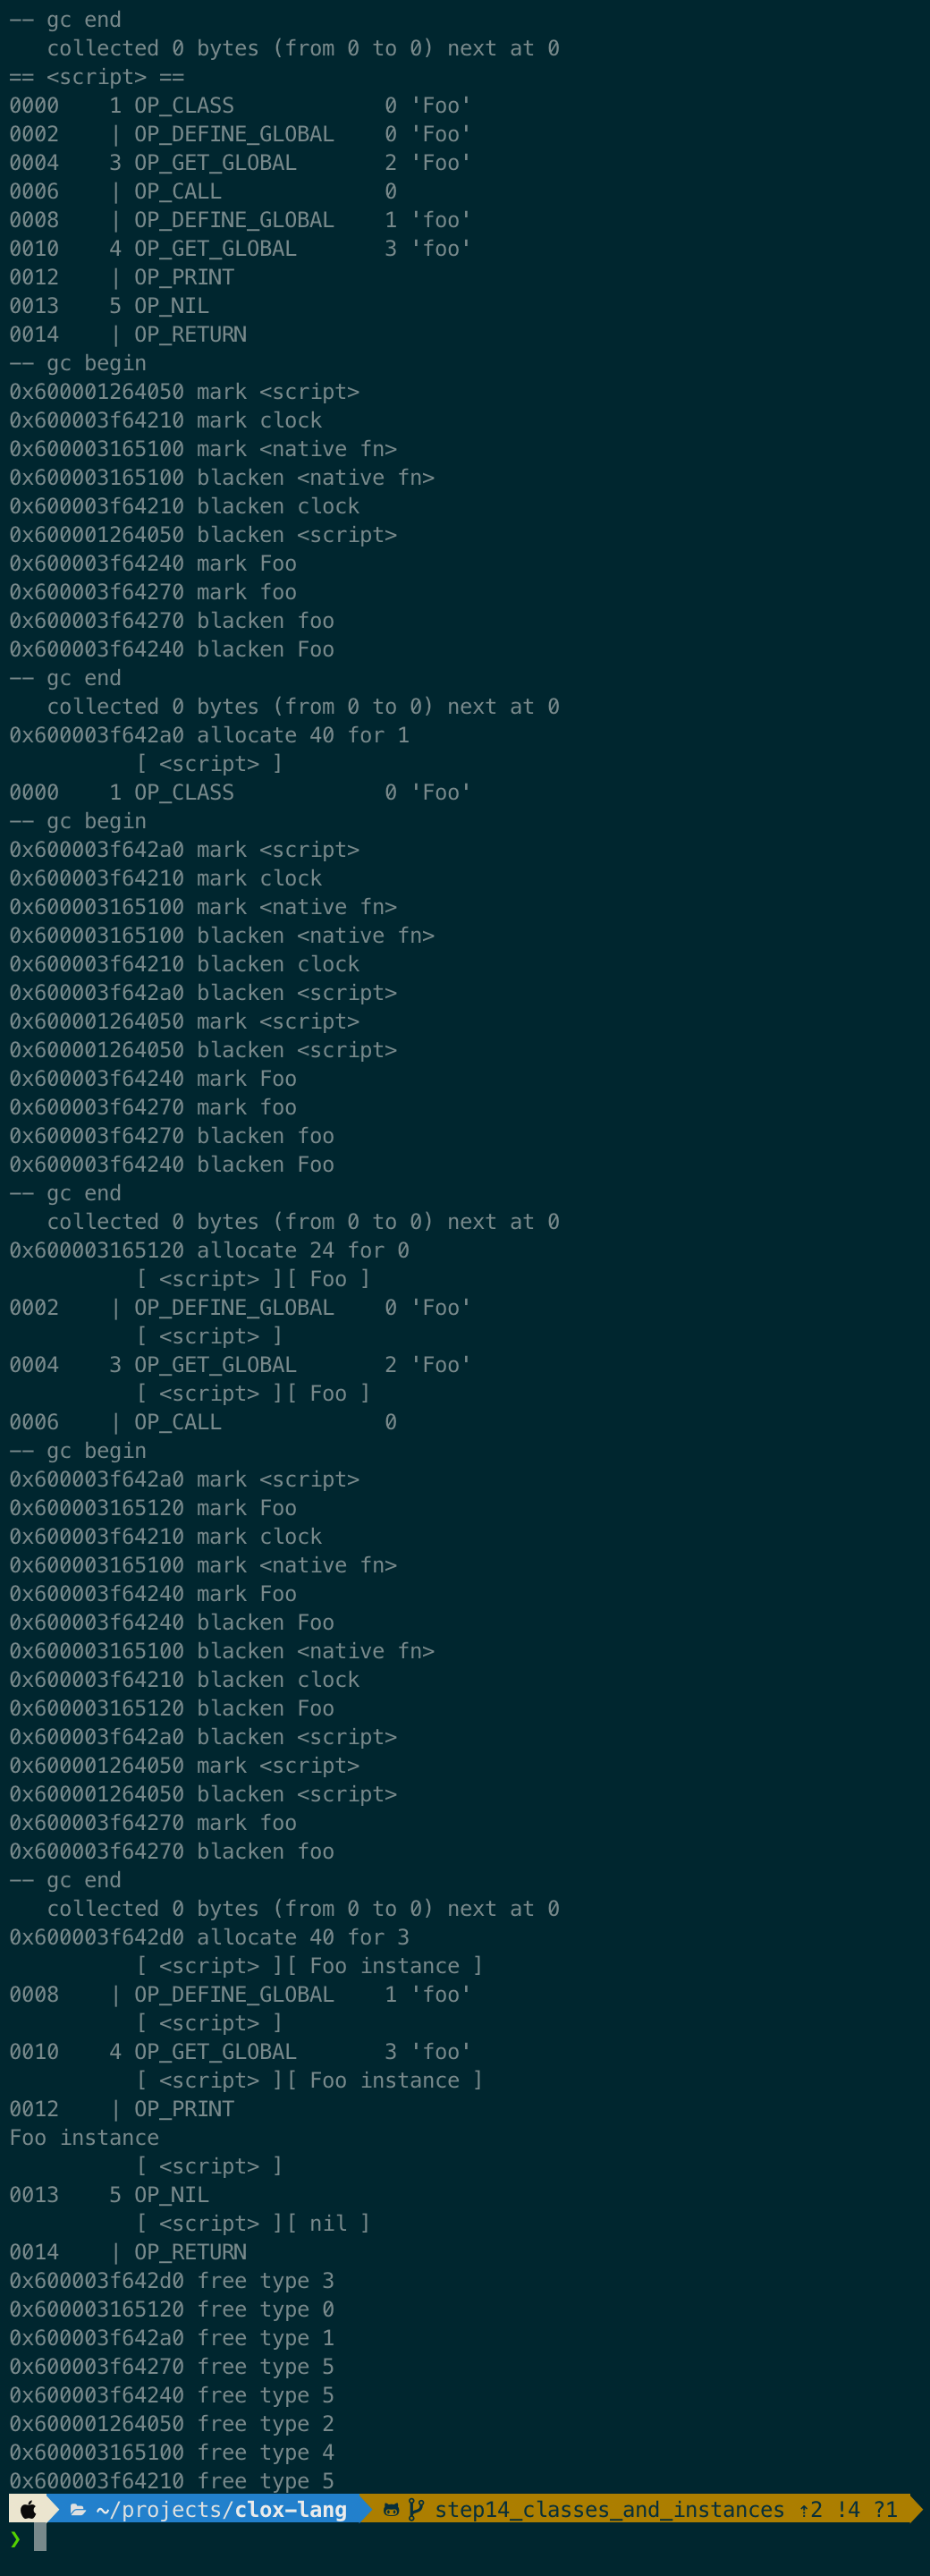 -- gc end
   collected 0 bytes (from 0 to 0) next at 0
== <script> ==
0000    1 OP_CLASS            0 'Foo'
0002    | OP_DEFINE_GLOBAL    0 'Foo'
0004    3 OP_GET_GLOBAL       2 'Foo'
0006    | OP_CALL             0
0008    | OP_DEFINE_GLOBAL    1 'foo'
0010    4 OP_GET_GLOBAL       3 'foo'
0012    | OP_PRINT
0013    5 OP_NIL
0014    | OP_RETURN
-- gc begin
0x600001264050 mark <script>
0x600003f64210 mark clock
0x600003165100 mark <native fn>
0x600003165100 blacken <native fn>
0x600003f64210 blacken clock
0x600001264050 blacken <script>
0x600003f64240 mark Foo
0x600003f64270 mark foo
0x600003f64270 blacken foo
0x600003f64240 blacken Foo
-- gc end
   collected 0 bytes (from 0 to 0) next at 0
0x600003f642a0 allocate 40 for 1
          [ <script> ]
0000    1 OP_CLASS            0 'Foo'
-- gc begin
0x600003f642a0 mark <script>
0x600003f64210 mark clock
0x600003165100 mark <native fn>
0x600003165100 blacken <native fn>
0x600003f64210 blacken clock
0x600003f642a0 blacken <script>
0x600001264050 mark <script>
0x600001264050 blacken <script>
0x600003f64240 mark Foo
0x600003f64270 mark foo
0x600003f64270 blacken foo
0x600003f64240 blacken Foo
-- gc end
   collected 0 bytes (from 0 to 0) next at 0
0x600003165120 allocate 24 for 0
          [ <script> ][ Foo ]
0002    | OP_DEFINE_GLOBAL    0 'Foo'
          [ <script> ]
0004    3 OP_GET_GLOBAL       2 'Foo'
          [ <script> ][ Foo ]
0006    | OP_CALL             0
-- gc begin
0x600003f642a0 mark <script>
0x600003165120 mark Foo
0x600003f64210 mark clock
0x600003165100 mark <native fn>
0x600003f64240 mark Foo
0x600003f64240 blacken Foo
0x600003165100 blacken <native fn>
0x600003f64210 blacken clock
0x600003165120 blacken Foo
0x600003f642a0 blacken <script>
0x600001264050 mark <script>
0x600001264050 blacken <script>
0x600003f64270 mark foo
0x600003f64270 blacken foo
-- gc end
   collected 0 bytes (from 0 to 0) next at 0
0x600003f642d0 allocate 40 for 3
          [ <script> ][ Foo instance ]
0008    | OP_DEFINE_GLOBAL    1 'foo'
          [ <script> ]
0010    4 OP_GET_GLOBAL       3 'foo'
          [ <script> ][ Foo instance ]
0012    | OP_PRINT
Foo instance
          [ <script> ]
0013    5 OP_NIL
          [ <script> ][ nil ]
0014    | OP_RETURN
0x600003f642d0 free type 3
0x600003165120 free type 0
0x600003f642a0 free type 1
0x600003f64270 free type 5
0x600003f64240 free type 5
0x600001264050 free type 2
0x600003165100 free type 4
0x600003f64210 free type 5
~/projects/clox-lang step14_classes_and_instances ⇡2 !4 ?1
❯